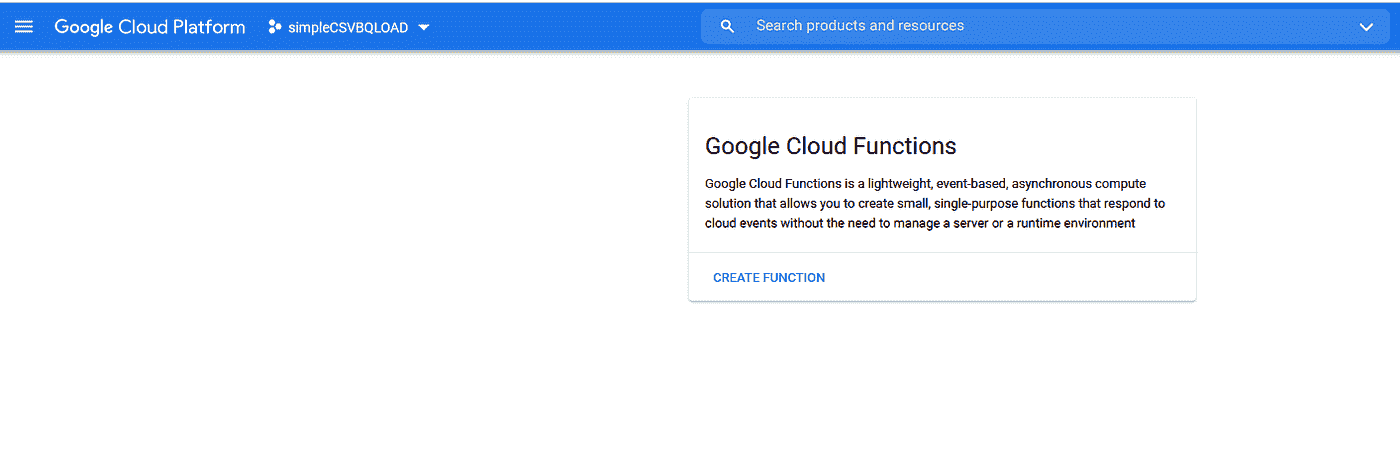 Google Cloud Platform simpleCSVBQLOAD Search products and resources
Google Cloud Functions
Google Cloud Functions is a lightweight, event-based, asynchronous compute
solution that allows you to create small, single-purpose functions that respond to
cloud events without the need to manage a server or a runtime environment
CREATE FUNCTION